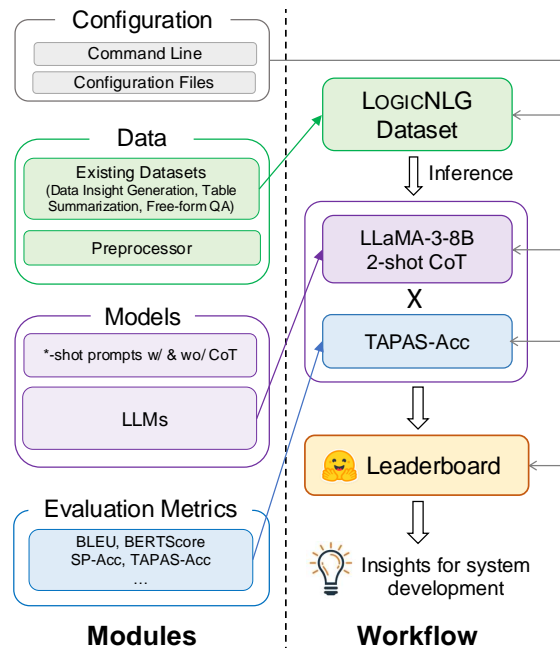 Configuration
Command Line
Configuration Files
Data
Existing Datasets
(Data Insight Generation, Table
Summarization, Free-form QA)
Preprocessor
Models
*-shot prompts w/ & wo/ CoT
LLMs
Evaluation Metrics
BLEU, BERTScore
SP-Acc, TAPAS-Acc
...
Modules
LOGICNLG
Dataset
Inference
LLaMA-3-8B
2-shot CoT
X
TAPAS-Acc
Leaderboard
Insights for system
development
Workflow